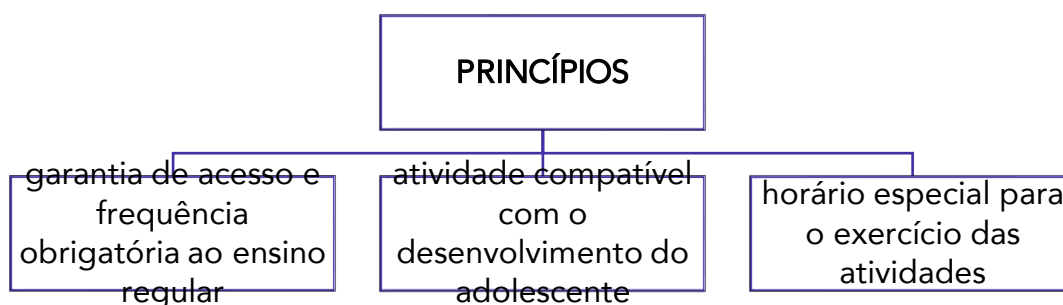 PRINCÍPIOS
garantia de acesso e
frequência
obrigatória ao ensino
regular
atividade compatível
com o
desenvolvimento do
adolescente
horário especial para
o exercício das
atividades